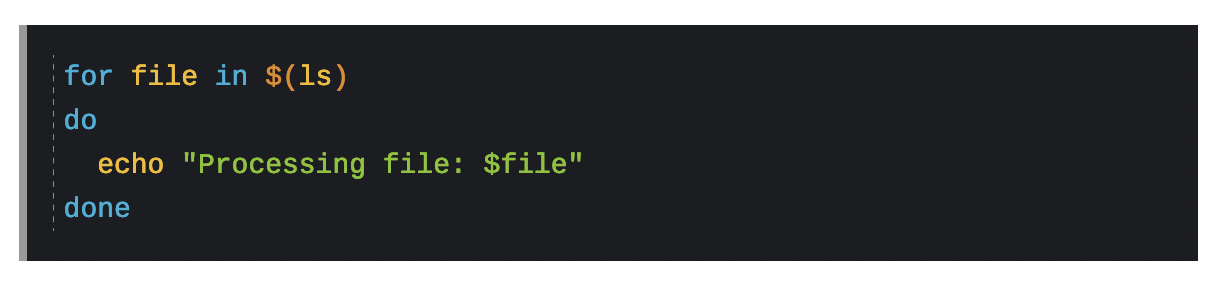 for file in $(ls)
do
  echo "Processing file: $file"
done